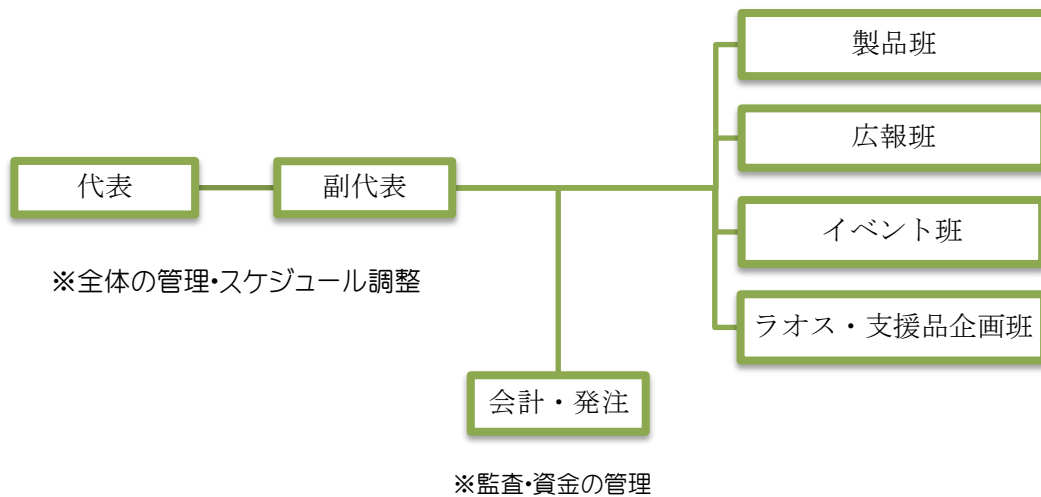 製品班
広報班
代表
副代表
イベント班
※全体の管理・スケジュール調整
ラオス・支援品企画班
会計・発注
※監査・資金の管理